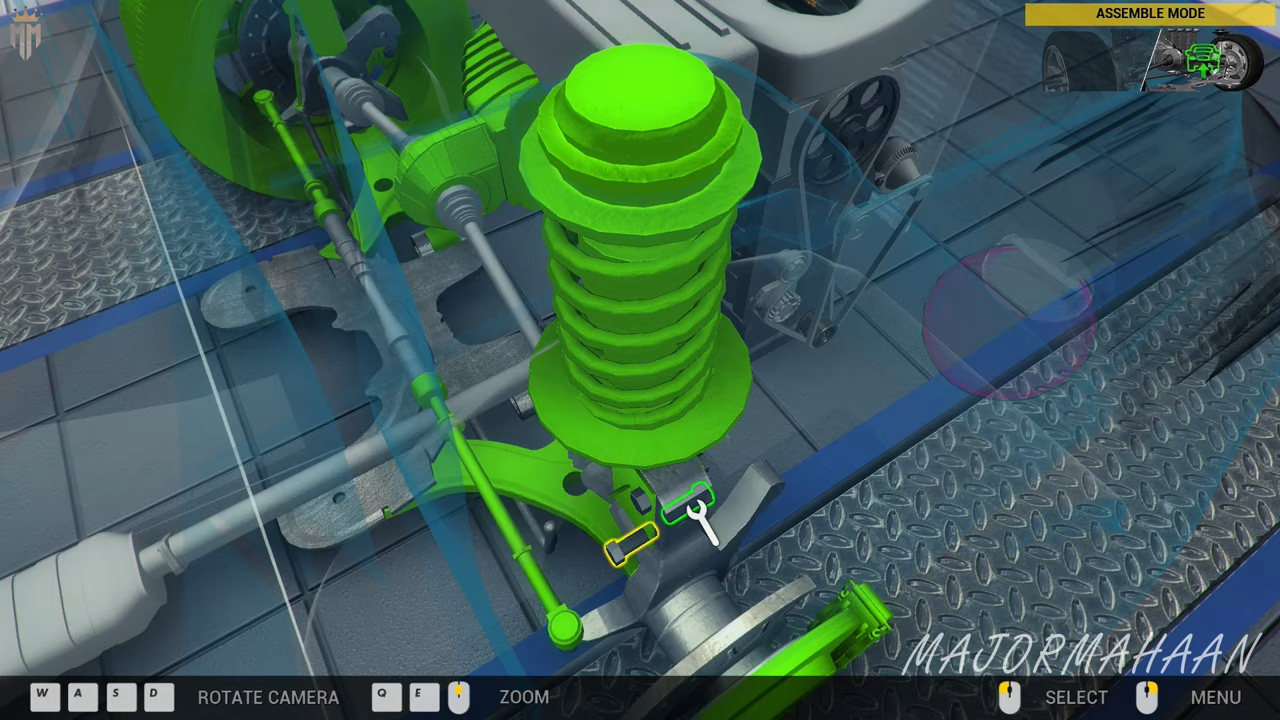 ASSEMBLE MODE
MAJORMAHAAN
W A S D ROTATE CAMERA Q E ZOOM SELECT MENU